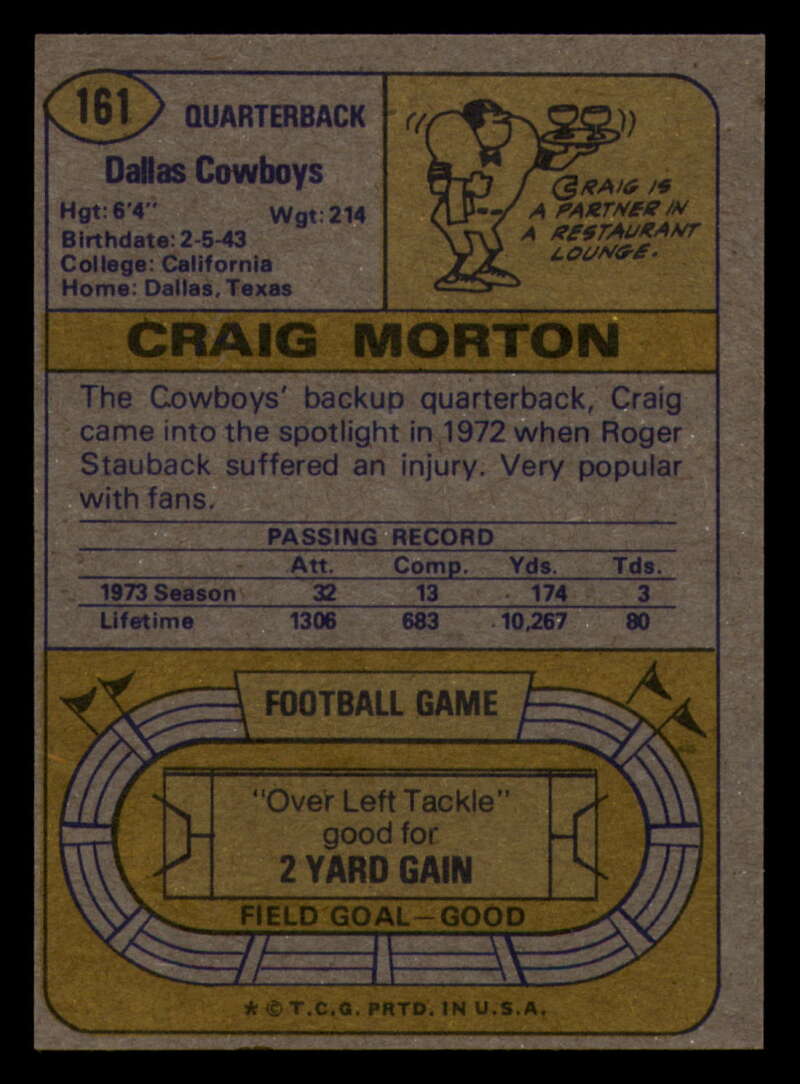 161
QUARTERBACK
Dallas Cowboys
Hgt: 6'4" Wgt: 214
Birthdate: 2-5-43
College: California
Home: Dallas, Texas
CRAIG IS
A PARTNER IN
A RESTAURANT
LOUNGE.
CRAIG MORTON
The Cowboys' backup quarterback, Craig
came into the spotlight in 1972 when Roger
Stauback suffered an injury. Very popular
with fans.
PASSING RECORD
Att. Comp. Yds. Tds.
1973 Season 32 13 174 3
Lifetime 1306 683 10,267 80
FOOTBALL GAME
"Over Left Tackle"
good for
2 YARD GAIN
FIELD GOAL—GOOD
* © T.C.G. PRTD. IN U.S.A.